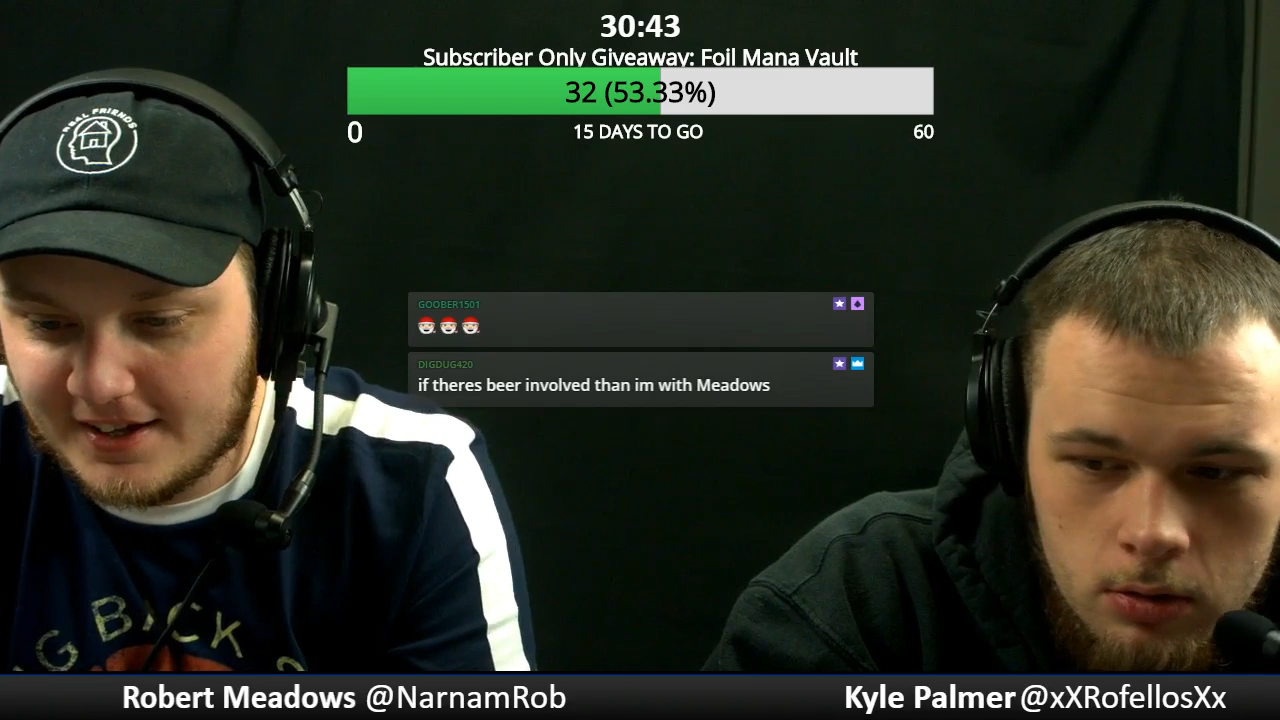 30:43
Subscriber Only Giveaway: Foil Mana Vault
32 (53.33%)
0 15 DAYS TO GO 60
REAL FRIENDS
GOOBER1501
DIGDUG420
if theres beer involved than im with Meadows
BACK
Robert Meadows @NarnamRob Kyle Palmer @xXRofellosXx